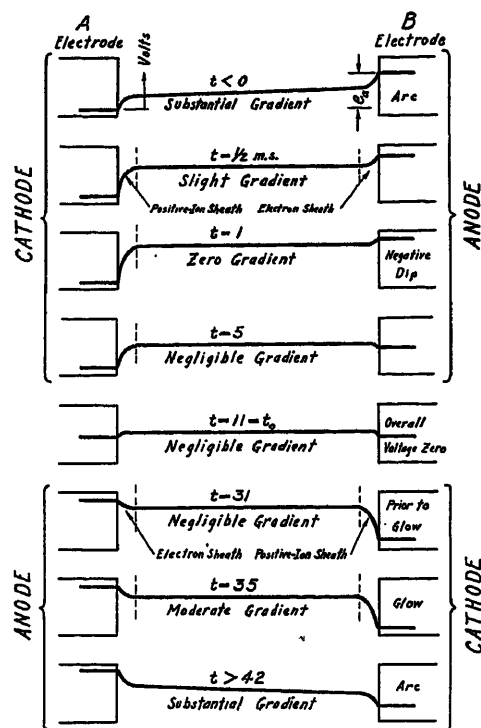 A
Electrode
Volts
B
Electrode
t<0
Substantial Gradient
eₐ
Arc
t=½ m.s.
Slight Gradient
Positive-Ion Sheath Electron Sheath
t=1
Zero Gradient
Negative
Dip
t=5
Negligible Gradient
CATHODE
ANODE
t=11=t₀
Negligible Gradient
Overall
Voltage Zero
t=31
Negligible Gradient
Prior to
Glow
Electron Sheath Positive-Ion Sheath
t=35
Moderate Gradient
Glow
t>42
Substantial Gradient
Arc
ANODE
CATHODE